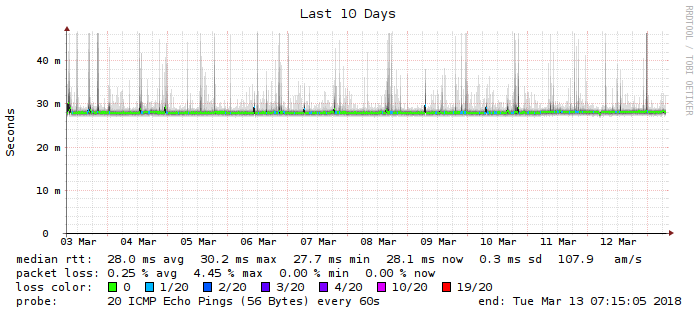 Last 10 Days
RRDTOOL / TOBI OETIKER
Seconds
40 m
30 m
20 m
10 m
0
03 Mar 04 Mar 05 Mar 06 Mar 07 Mar 08 Mar 09 Mar 10 Mar 11 Mar 12 Mar
median rtt: 28.0 ms avg 30.2 ms max 27.7 ms min 28.1 ms now 0.3 ms sd 107.9 am/s
packet loss: 0.25 % avg 4.45 % max 0.00 % min 0.00 % now
loss color: 0 1/20 2/20 3/20 4/20 10/20 19/20
probe: 20 ICMP Echo Pings (56 Bytes) every 60s end: Tue Mar 13 07:15:05 2018